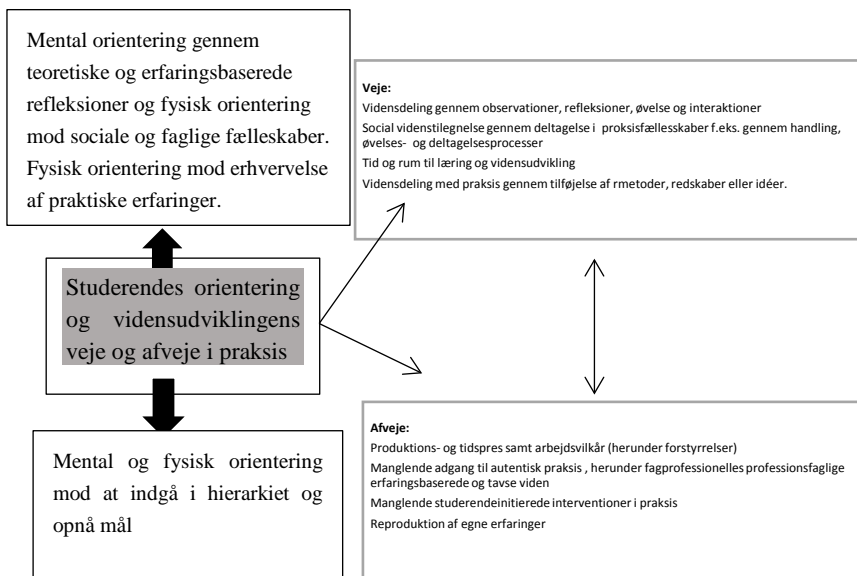 Mental orientering gennem
teoretiske og erfaringsbaserede
refleksioner og fysisk orientering
mod sociale og faglige fælleskaber.
Fysisk orientering mod erhvervelse
af praktiske erfaringer.
Veje:
Vidensdeling gennem observationer, refleksioner, øvelse og interaktioner
Social videnstilegnelse gennem deltagelse i proksisfællesskaber f.eks. gennem handling,
øvelses- og deltagelsesprocesser
Tid og rum til læring og vidensudvikling
Vidensdeling med praksis gennem tilføjelse af rmetoder, redskaber eller idéer.
Studerendes orientering
og vidensudviklingens
veje og afveje i praksis
Mental og fysisk orientering
mod at indgå i hierarkiet og
opnå mål
Afveje:
Produktions- og tidspres samt arbejdsvilkår (herunder forstyrrelser)
Manglende adgang til autentisk praksis , herunder fagprofessionelles professionsfaglige
erfaringsbaserede og tavse viden
Manglende studerendeinitierede interventioner i praksis
Reproduktion af egne erfaringer